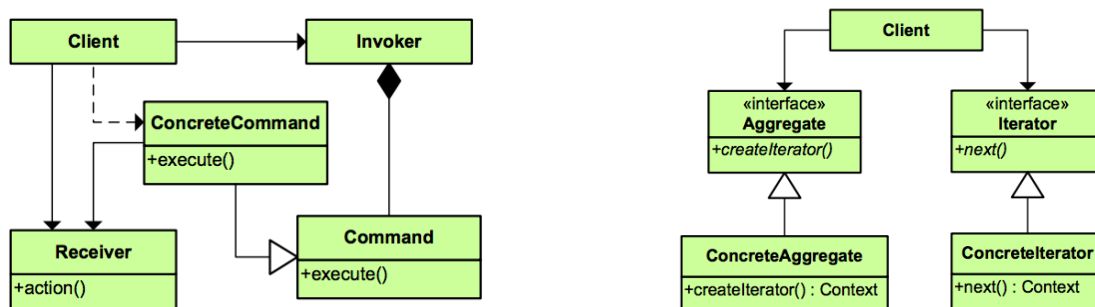 Client
Invoker
ConcreteCommand
+execute()
Receiver
+action()
Command
+execute()
Client
«interface»
Aggregate
+createIterator()
«interface»
Iterator
+next()
ConcreteAggregate
+createIterator() : Context
ConcreteIterator
+next() : Context